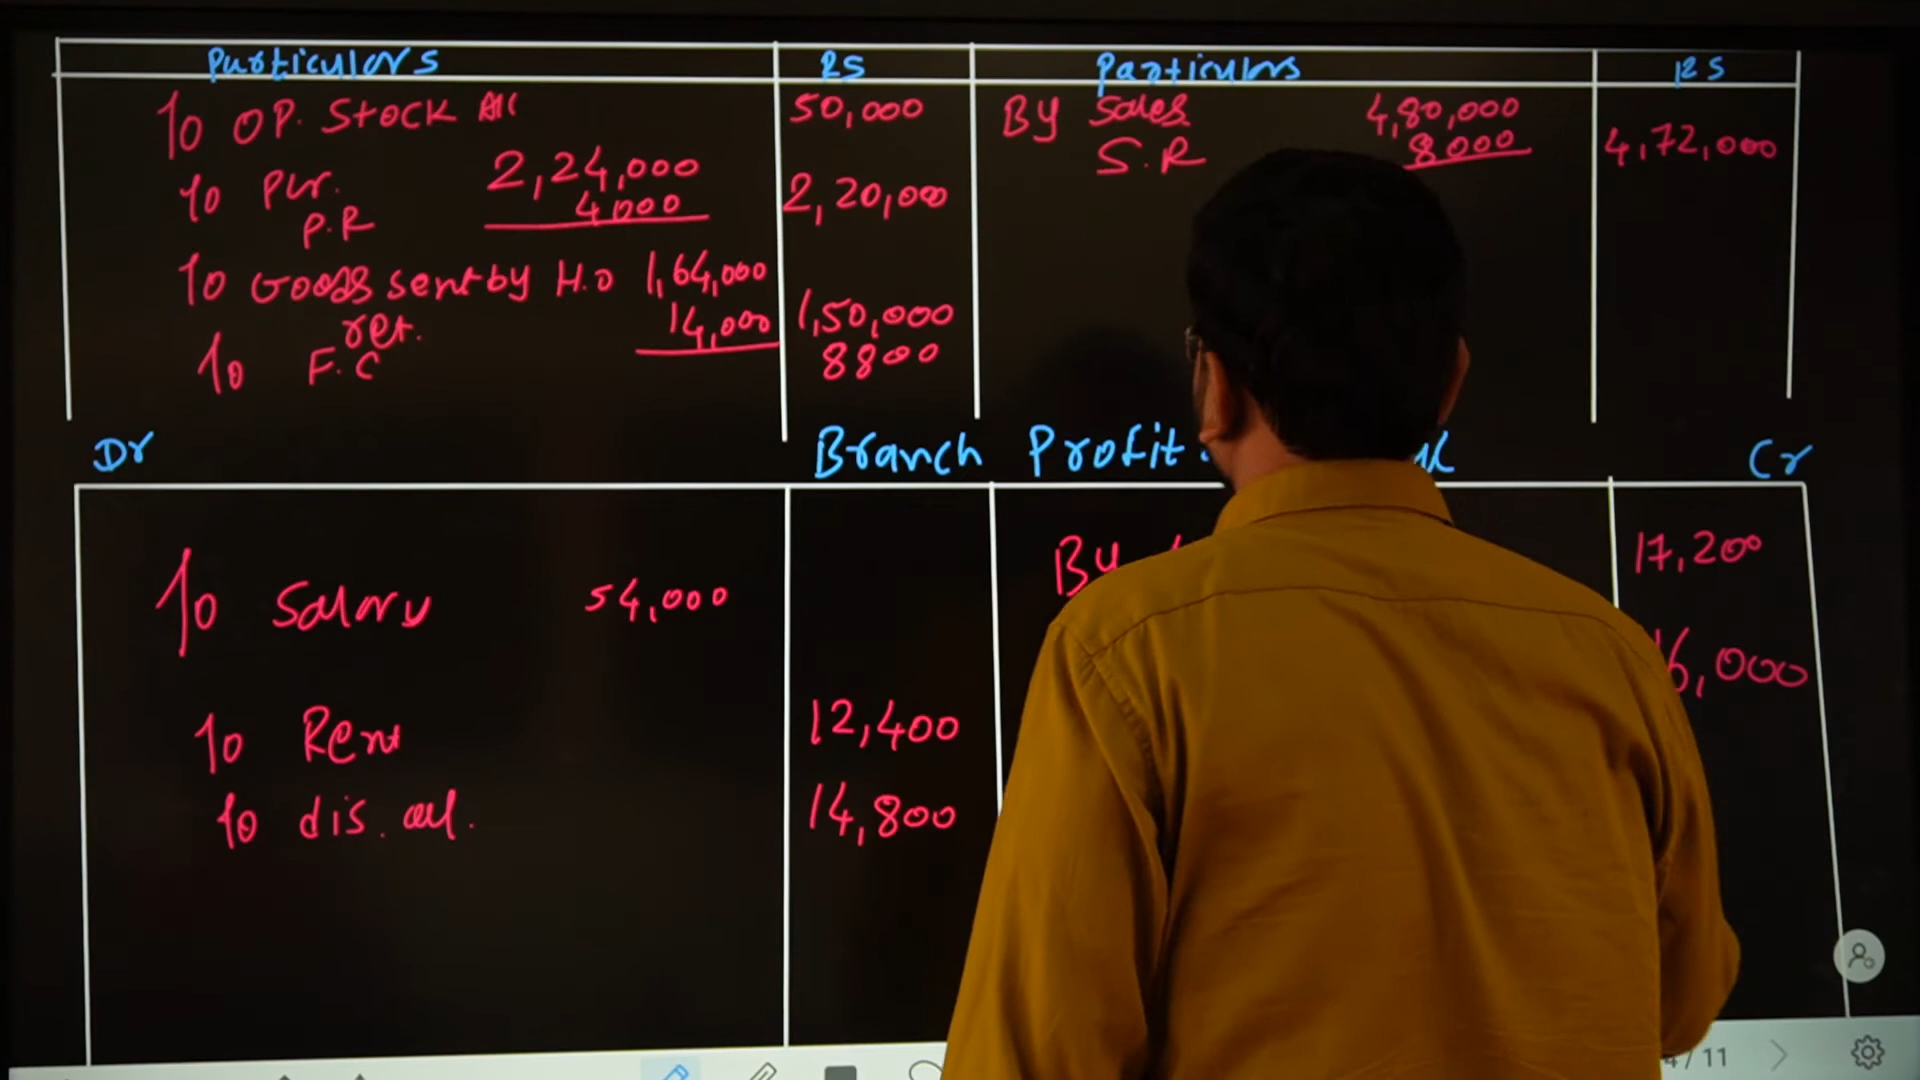 Particulars RS Particulars RS
To OP. Stock A/c 50,000 By Sales 4,80,000
S.R 8000 4,72,000
To Pur. 2,24,000
P.R 4000 2,20,000
To Goods sent by H.O 1,64,000
ret. 14,000 1,50,000
To F.C 8800
Dr Branch Profit Cr
By 17,200
To Salary 54,000
6,000
To Rent 12,400
To dis. all. 14,800
/ 11